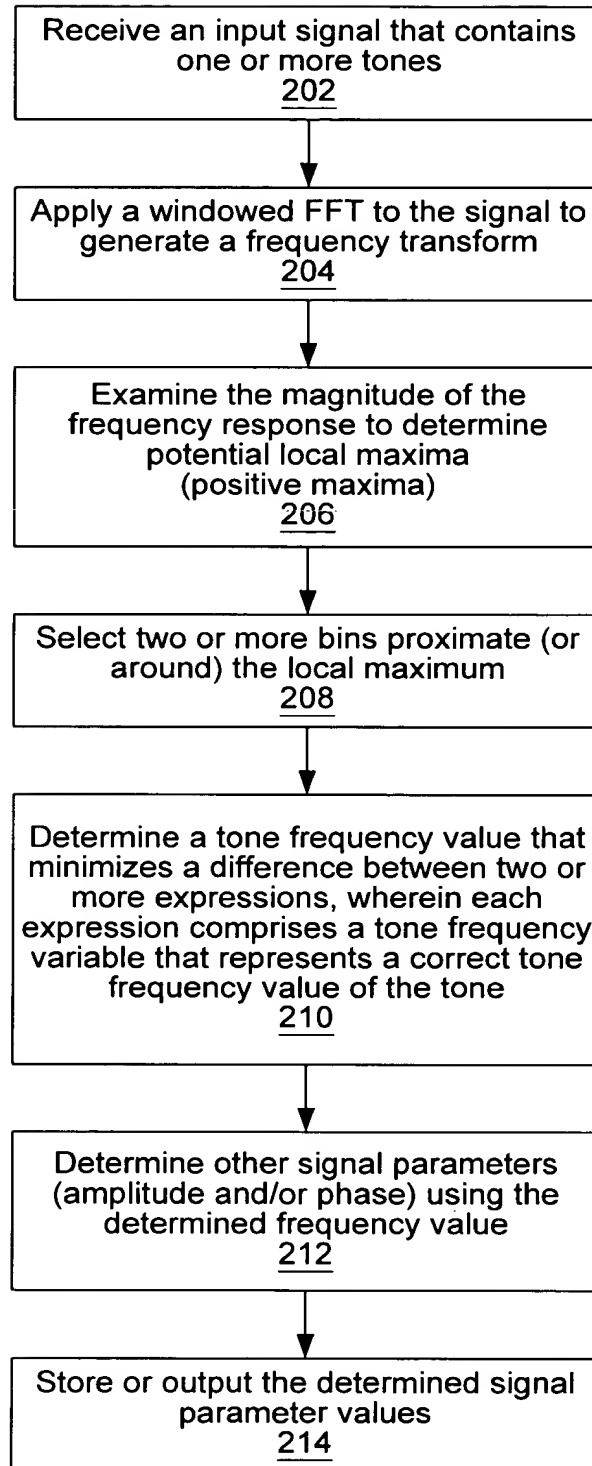 Receive an input signal that contains
one or more tones
202
Apply a windowed FFT to the signal to
generate a frequency transform
204
Examine the magnitude of the
frequency response to determine
potential local maxima
(positive maxima)
206
Select two or more bins proximate (or
around) the local maximum
208
Determine a tone frequency value that
minimizes a difference between two or
more expressions, wherein each
expression comprises a tone frequency
variable that represents a correct tone
frequency value of the tone
210
Determine other signal parameters
(amplitude and/or phase) using the
determined frequency value
212
Store or output the determined signal
parameter values
214